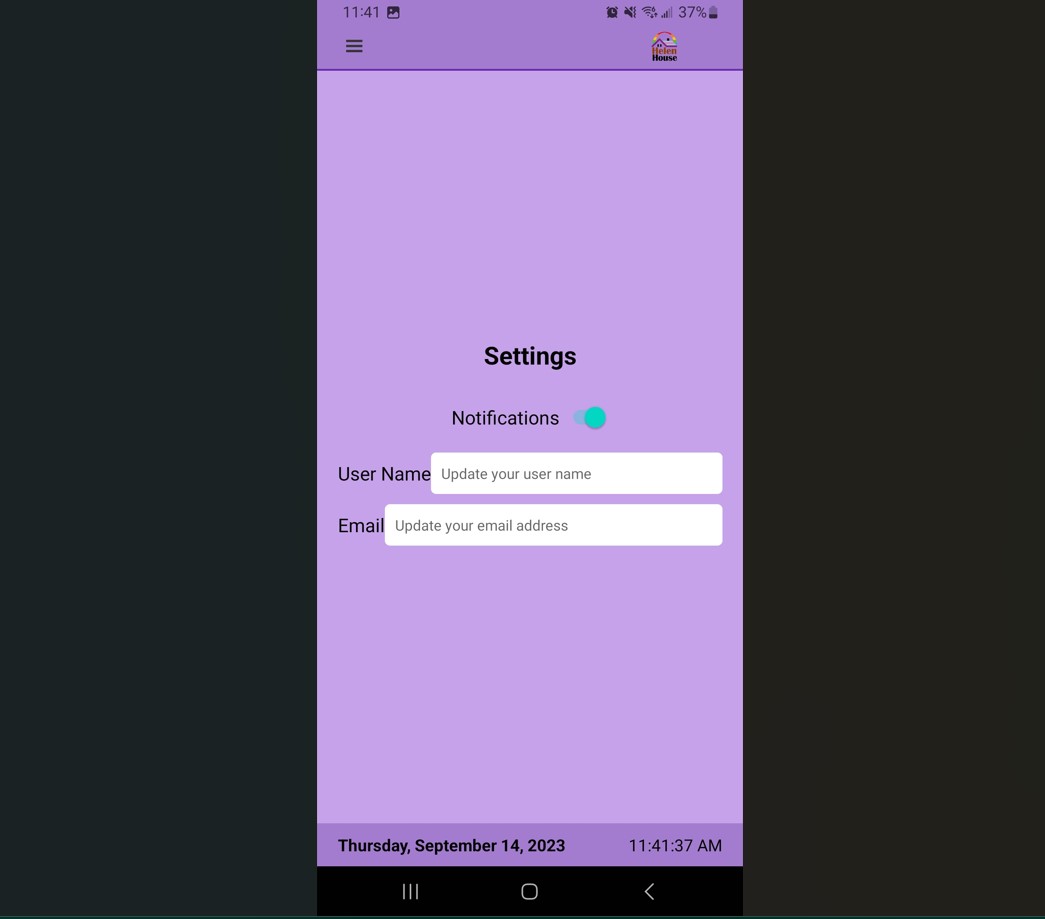 11:41 37%
Helen
House
Settings
Notifications
User Name Update your user name
Email Update your email address
Thursday, September 14, 2023 11:41:37 AM